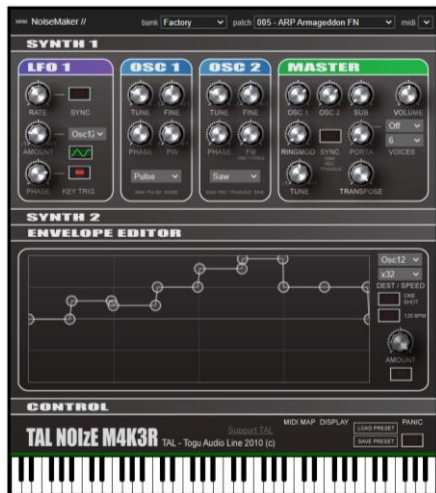 NoiseMaker // bank Factory patch 005 - ARP Armageddon FN midi
SYNTH 1
LFO 1 OSC 1 OSC 2 MASTER
RATE SYNC TUNE FINE TUNE FINE OSC 1 OSC 2 SUB VOLUME
Osc12 Off
AMOUNT PHASE PW PHASE FM RINGMOD SYNC PORTA 6
VOICES
PHASE KEY TRIG Pulse Saw TUNE TRANSPOSE
SYNTH 2
ENVELOPE EDITOR
Osc12
x32
DEST / SPEED
ONE
SHOT
120 BPM
AMOUNT
CONTROL
MIDI MAP DISPLAY LOAD PRESET PANIC
TAL NOIzE M4K3R TAL - Togu Audio Line 2010 (c) Support TAL SAVE PRESET